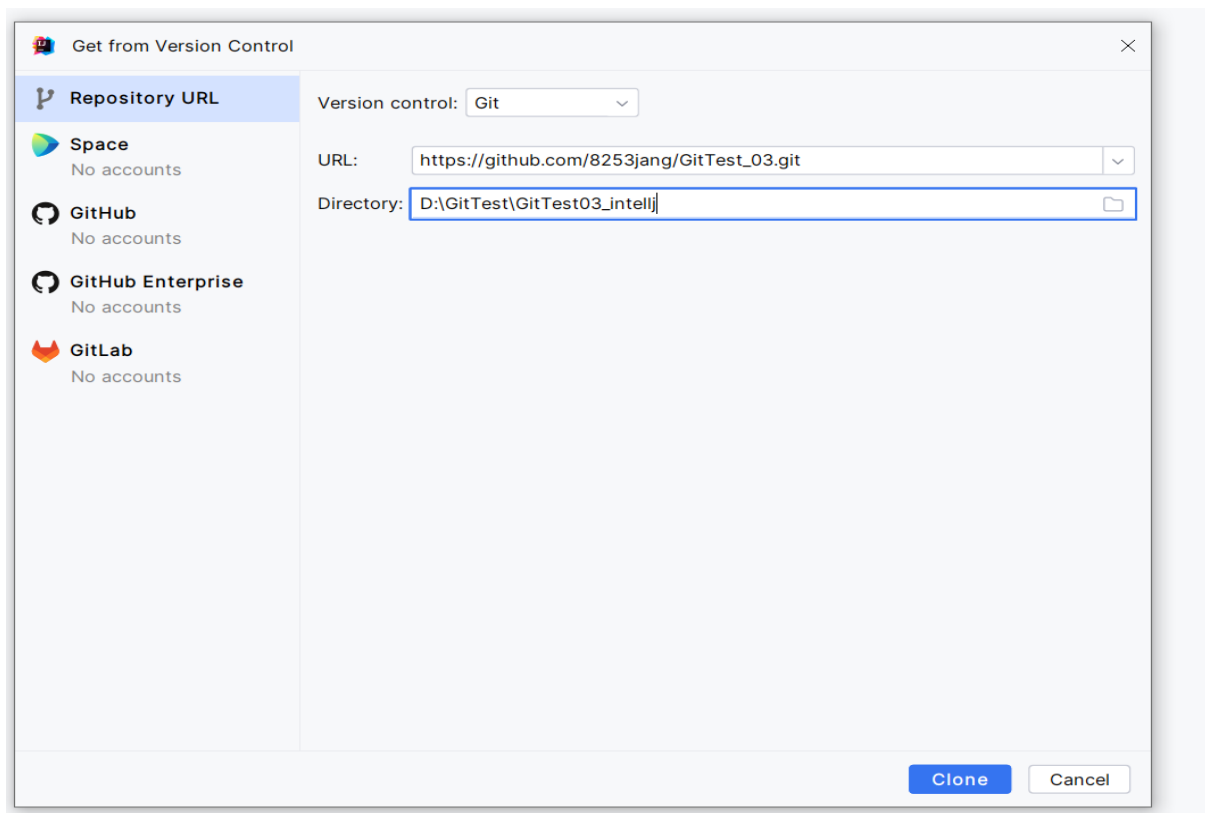 Get from Version Control
Repository URL
Space
No accounts
GitHub
No accounts
GitHub Enterprise
No accounts
GitLab
No accounts
Version control: Git
URL: https://github.com/8253jang/GitTest_03.git
Directory: D:\GitTest\GitTest03_intellj
Clone Cancel